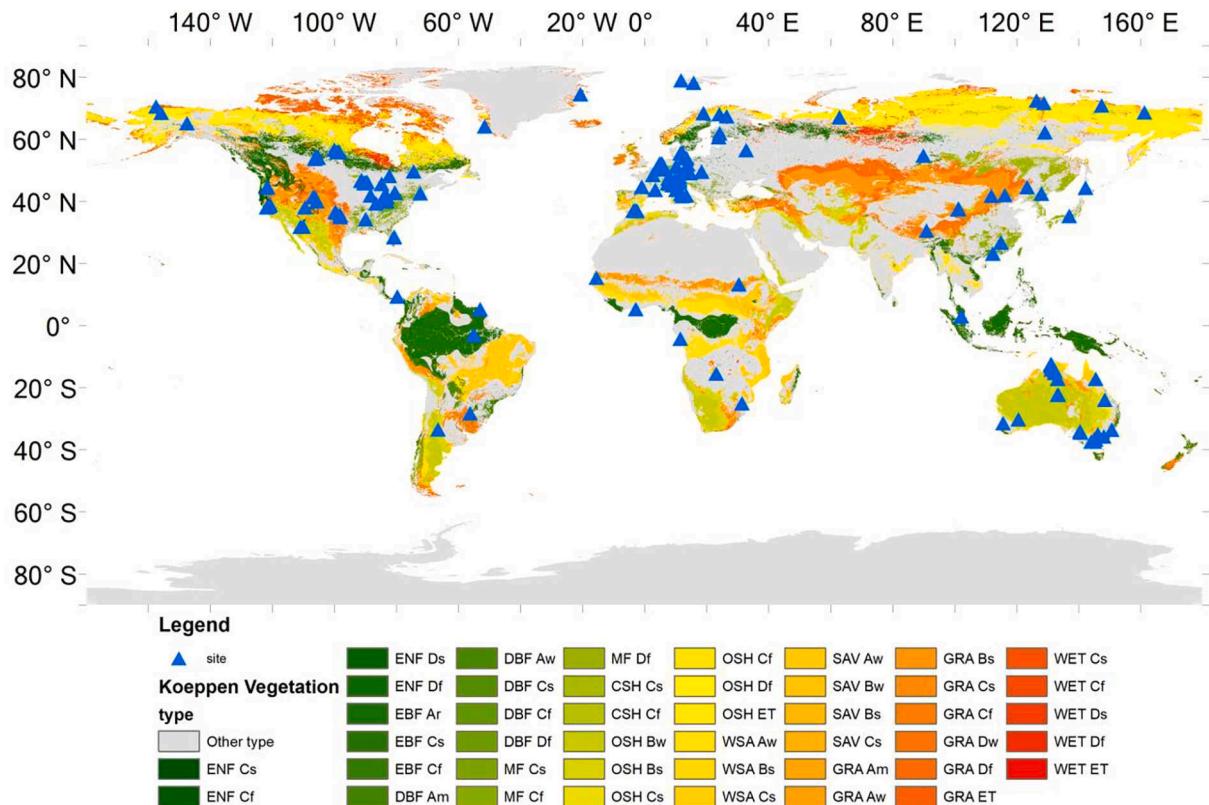 140° W 100° W 60° W 20° W 0° 40° E 80° E 120° E 160° E
80° N
60° N
40° N
20° N
0°
20° S
40° S
60° S
80° S
Legend
site
Koeppen Vegetation
type
Other type
ENF Cs
ENF Cf
ENF Ds
ENF Df
EBF Ar
EBF Cs
EBF Cf
DBF Am
DBF Aw
DBF Cs
DBF Cf
DBF Df
MF Cs
MF Cf
MF Df
CSH Cs
CSH Cf
OSH Bw
OSH Bs
OSH Cs
OSH Cf
OSH Df
OSH ET
WSA Aw
WSA Bs
WSA Cs
SAV Aw
SAV Bw
SAV Bs
SAV Cs
GRA Am
GRA Aw
GRA Bs
GRA Cs
GRA Cf
GRA Dw
GRA Df
GRA ET
WET Cs
WET Cf
WET Ds
WET Df
WET ET